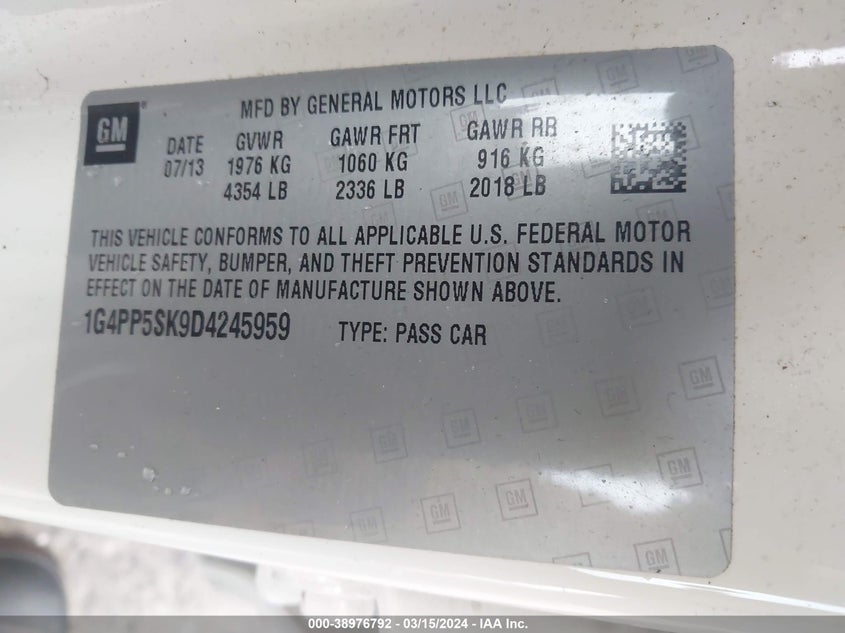 GM
MFD BY GENERAL MOTORS LLC
DATE GVWR GAWR FRT GAWR RR
07/13 1976 KG 1060 KG 916 KG
4354 LB 2336 LB 2018 LB
THIS VEHICLE CONFORMS TO ALL APPLICABLE U.S. FEDERAL MOTOR
VEHICLE SAFETY, BUMPER, AND THEFT PREVENTION STANDARDS IN
EFFECT ON THE DATE OF MANUFACTURE SHOWN ABOVE.
1G4PP5SK9D4245959 TYPE: PASS CAR
000-38976792 - 03/15/2024 - IAA Inc.